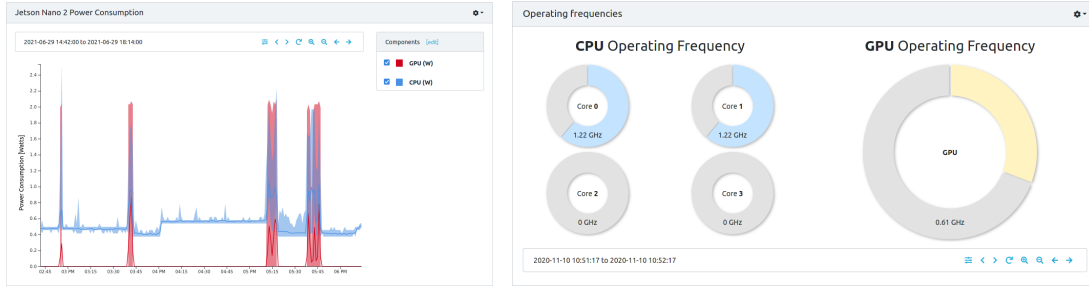 Jetson Nano 2 Power Consumption
2021-06-29 14:42:00 to 2021-06-29 18:14:00
Components [edit]
GPU (W)
CPU (W)
Power Consumption [Watts]
2.4
2.2
2.0
1.8
1.6
1.4
1.2
1.0
0.8
0.6
0.4
0.2
0.0
02:45 03 PM 03:15 03:30 03:45 04 PM 04:15 04:30 04:45 05 PM 05:15 05:30 05:45 06 PM
Operating frequencies
CPU Operating Frequency
GPU Operating Frequency
Core 0
1.22 GHz
Core 1
1.22 GHz
Core 2
0 GHz
Core 3
0 GHz
GPU
0.61 GHz
2020-11-10 10:51:17 to 2020-11-10 10:52:17